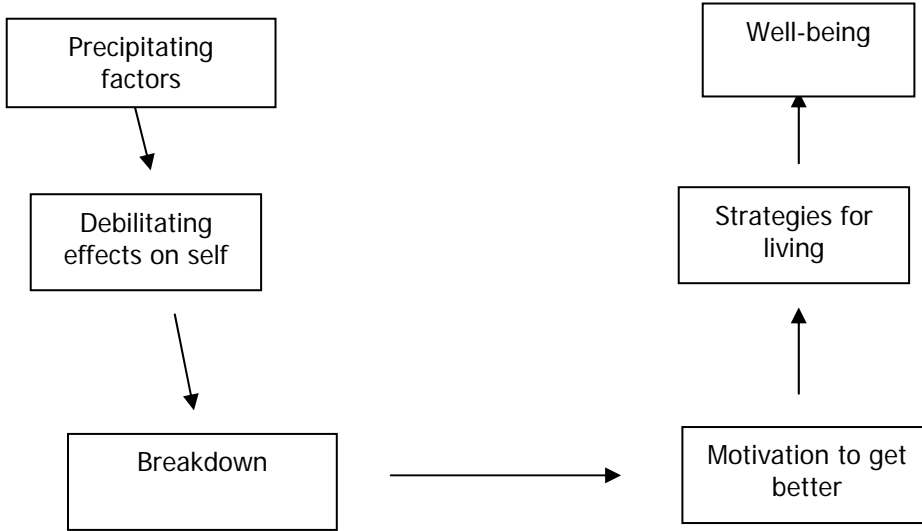 Precipitating
factors
Debilitating
effects on self
Breakdown
Motivation to get
better
Strategies for
living
Well-being